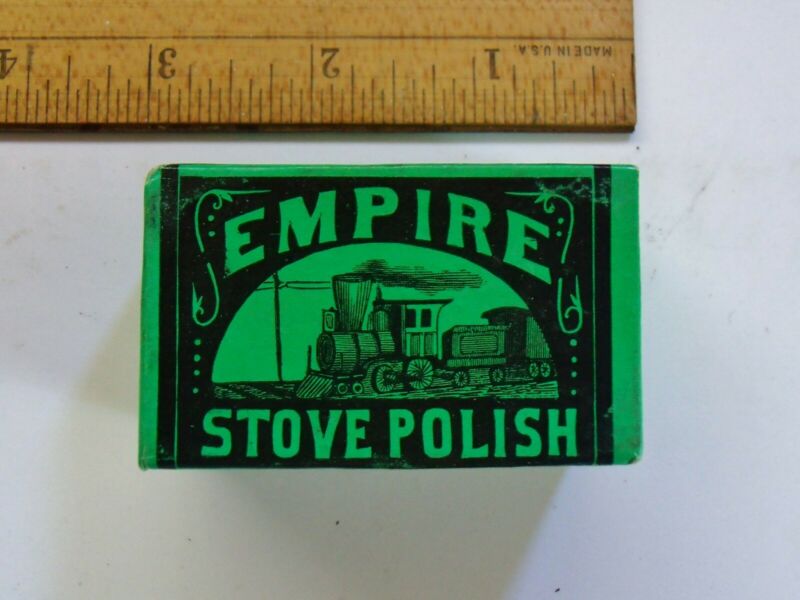 4 3 2 1
MADE IN U.S.A.
EMPIRE
STOVE POLISH